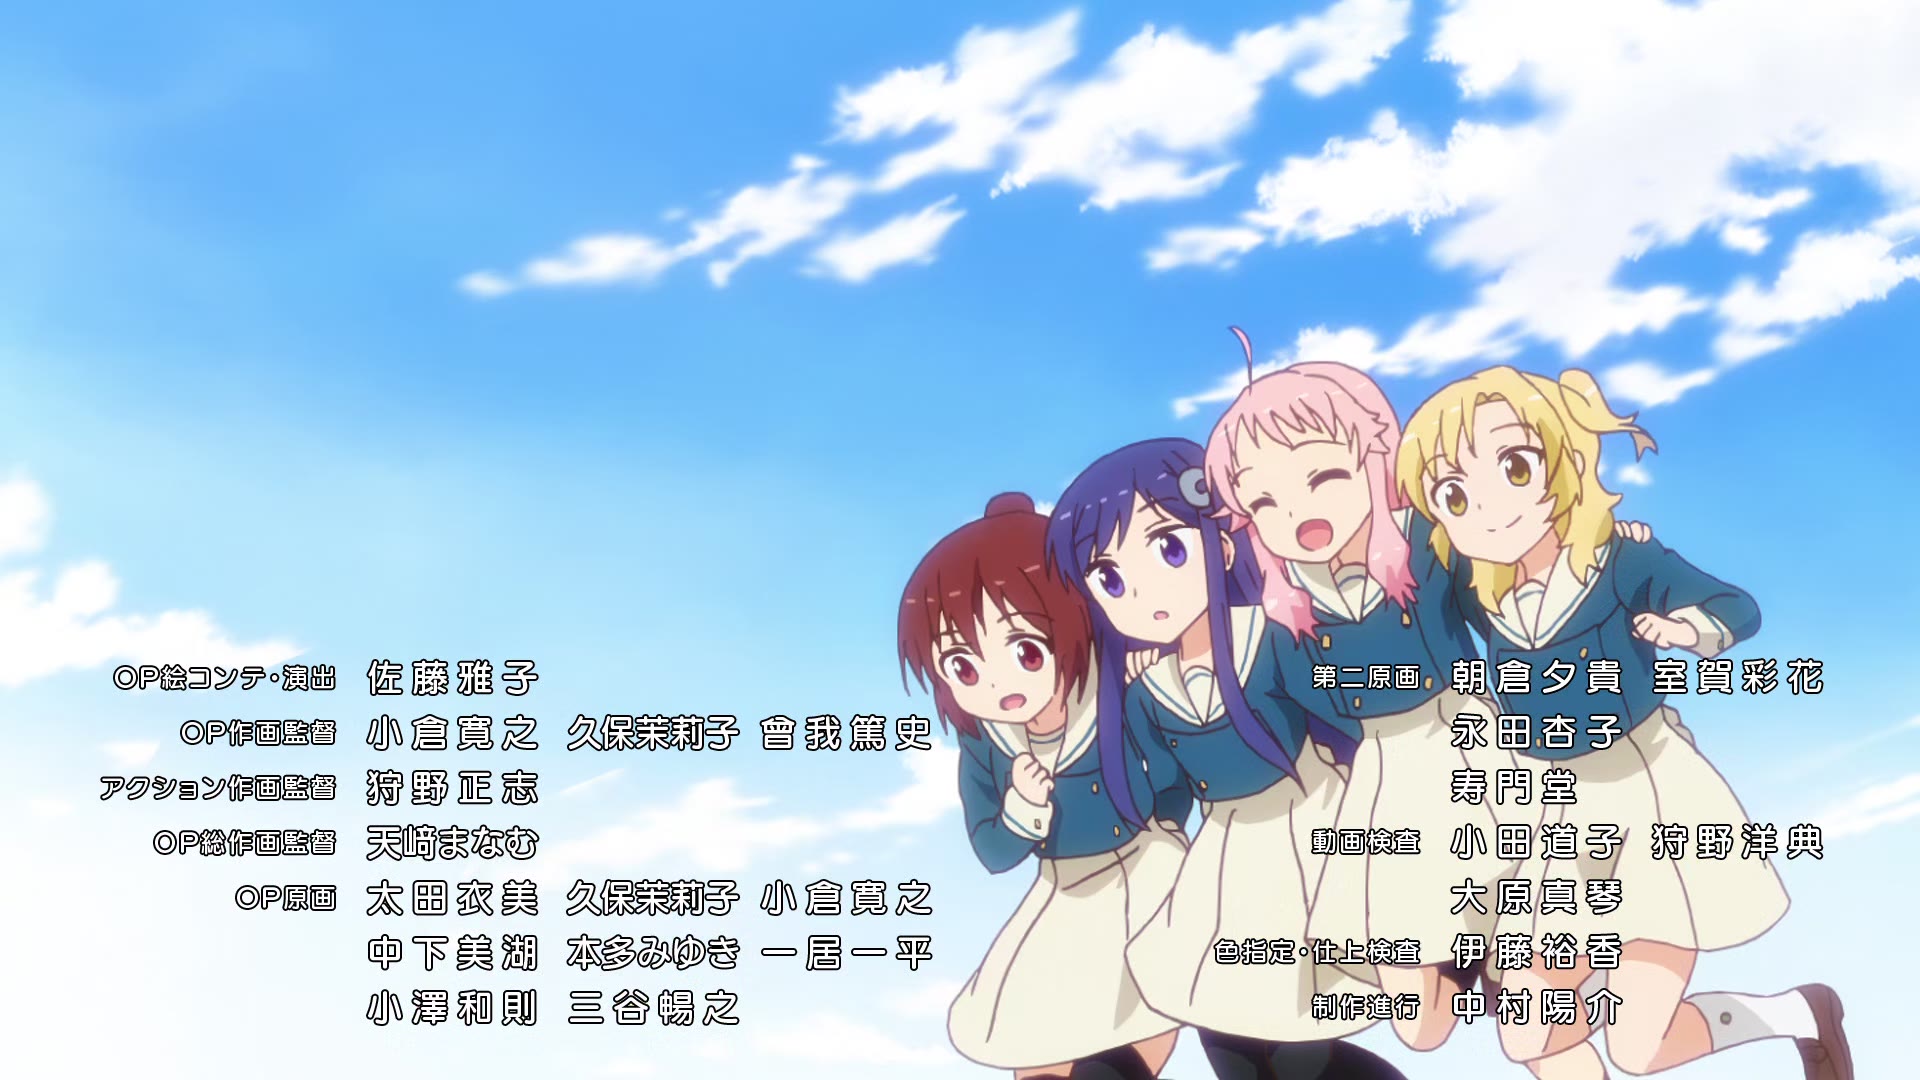 OP絵コンテ・演出 佐藤雅子
OP作画監督 小倉寛之 久保茉莉子 曾我篤史
アクション作画監督 狩野正志
OP総作画監督 天﨑まなむ
OP原画 太田衣美 久保茉莉子 小倉寛之
中下美湖 本多みゆき 一居一平
小澤和則 三谷暢之
第二原画 朝倉夕貴 室賀彩花
永田杏子
寿門堂
動画検査 小田道子 狩野洋典
大原真琴
色指定・仕上検査 伊藤裕香
制作進行 中村陽介